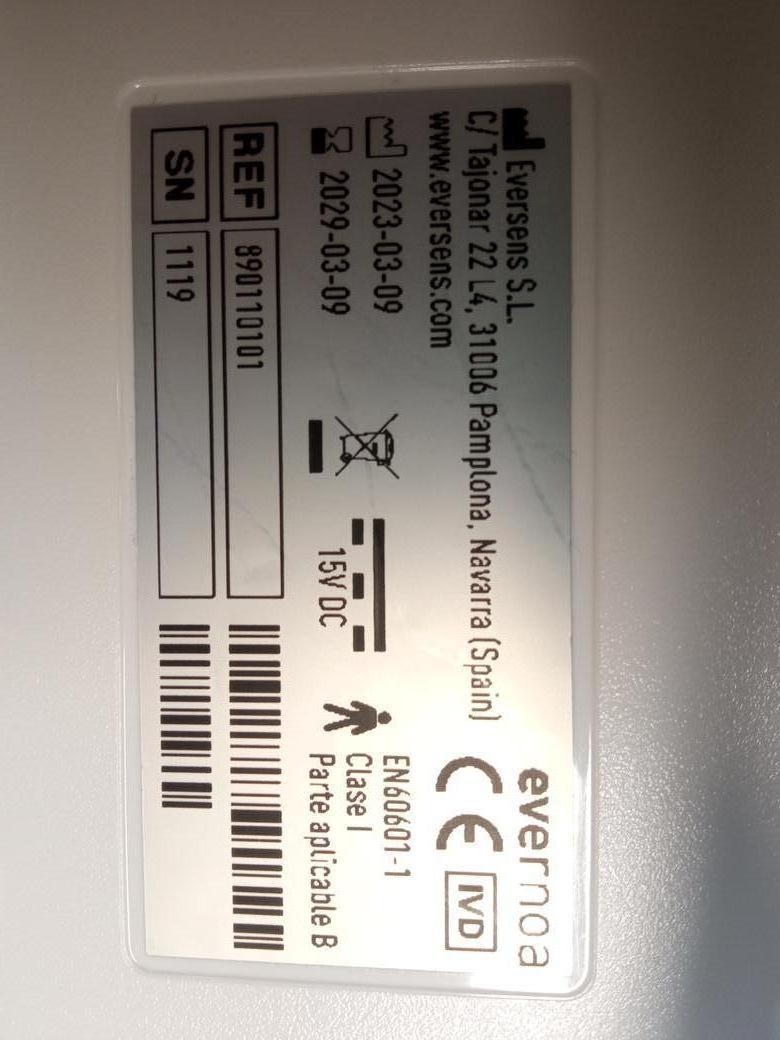 Eversens S.L.
C/ Tajonar 22 L4, 31006 Pamplona, Navarra (Spain)
www.eversens.com
evernoa
CE IVD
2023-03-09
2029-03-09
15V DC
EN60601-1
Clase I
Parte aplicable B
REF 890110101
SN 1119